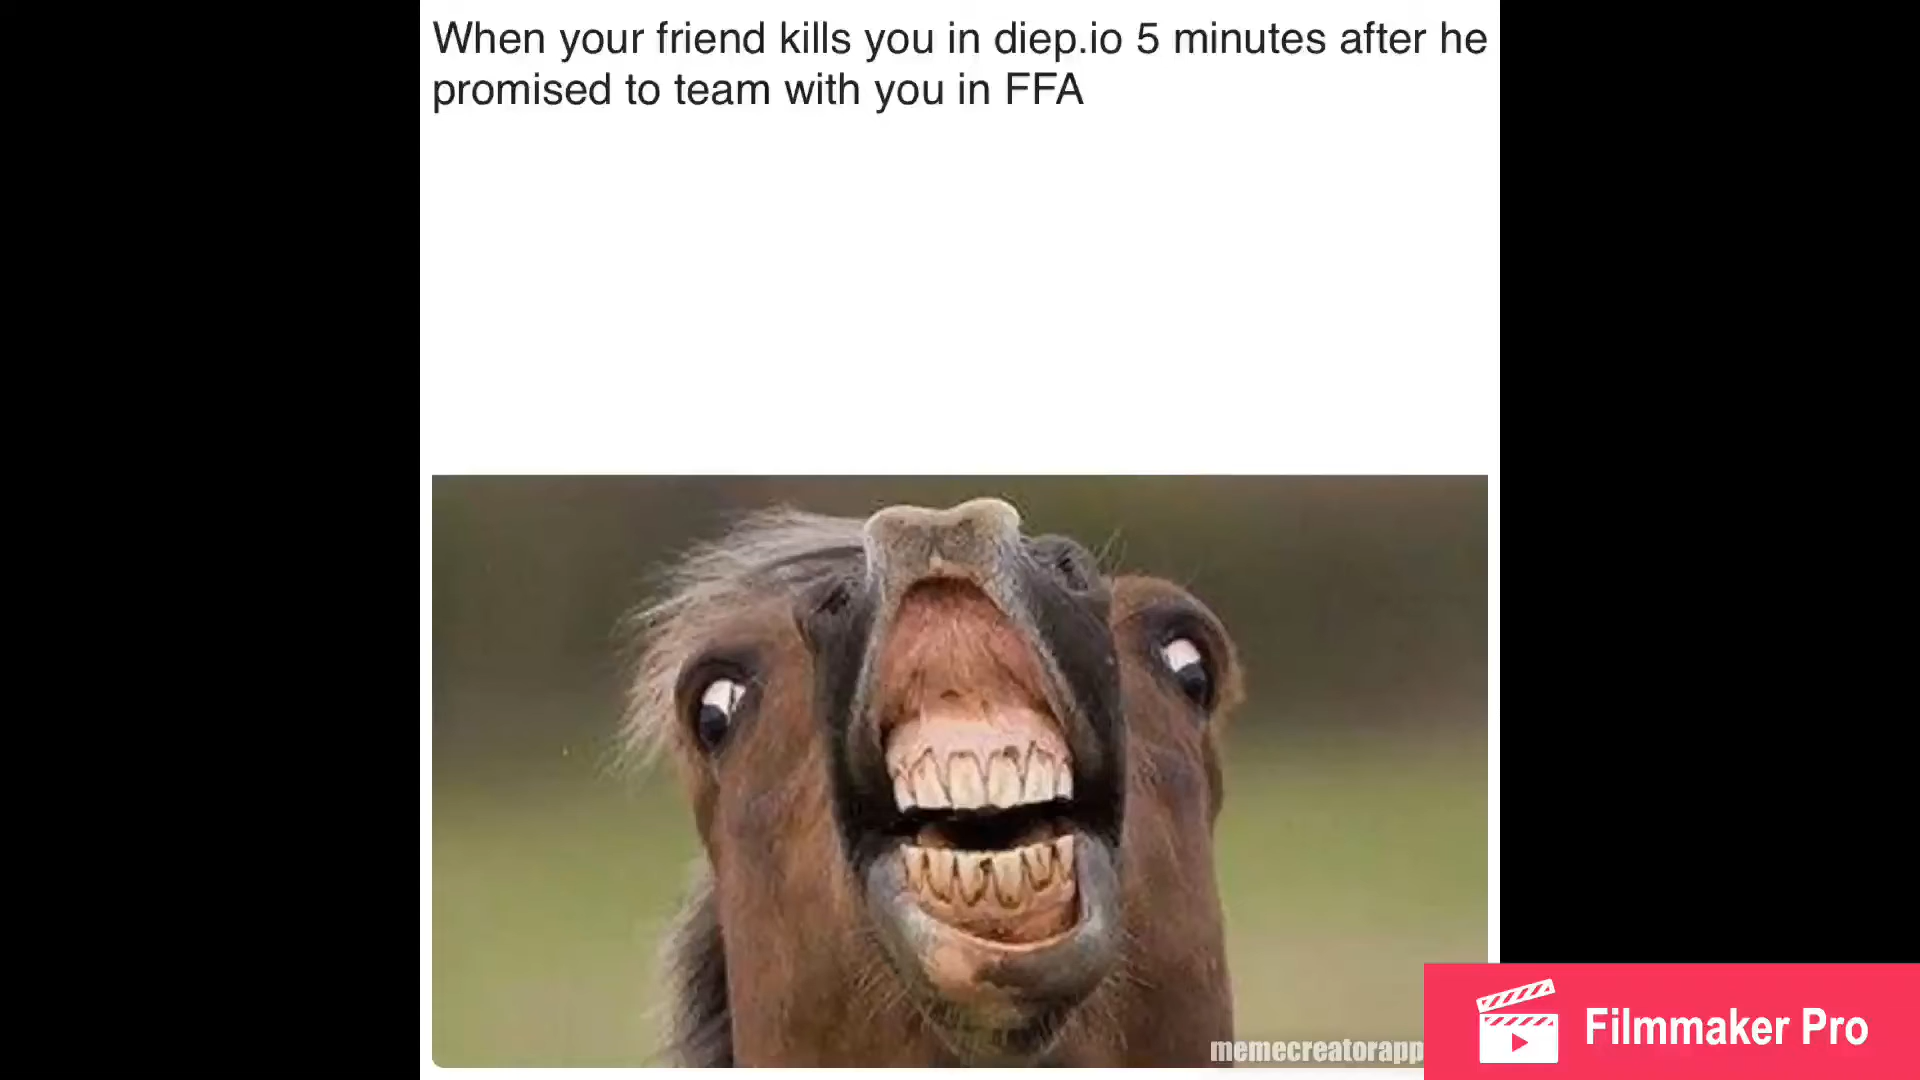 When your friend kills you in diep.io 5 minutes after he
promised to team with you in FFA
memecreatorapp
Filmmaker Pro